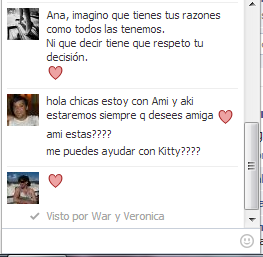 Ana, imagino que tienes tus razones
como todas las tenemos.
Ni que decir tiene que respeto tu
decisión.
hola chicas estoy con Ami y aki
estaremos siempre q desees amiga
ami estas????
me puedes ayudar con Kitty????
Visto por War y Veronica